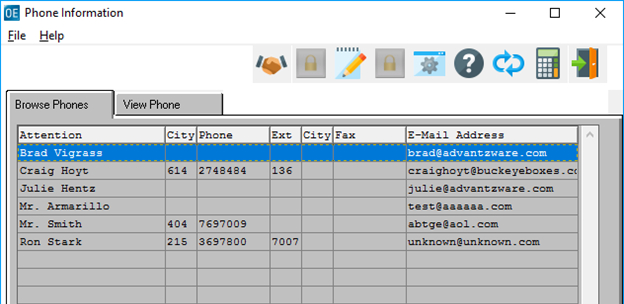 OE Phone Information
File Help
Browse Phones View Phone
Attention City Phone Ext City Fax E-Mail Address
Brad Vigrass brad@advantzware.com
Craig Hoyt 614 2748484 136 craighoyt@buckeyeboxes.co
Julie Hentz julie@advantzware.com
Mr. Armarillo test@aaaaaa.com
Mr. Smith 404 7697009 abtge@aol.com
Ron Stark 215 3697800 7007 unknown@unknown.com